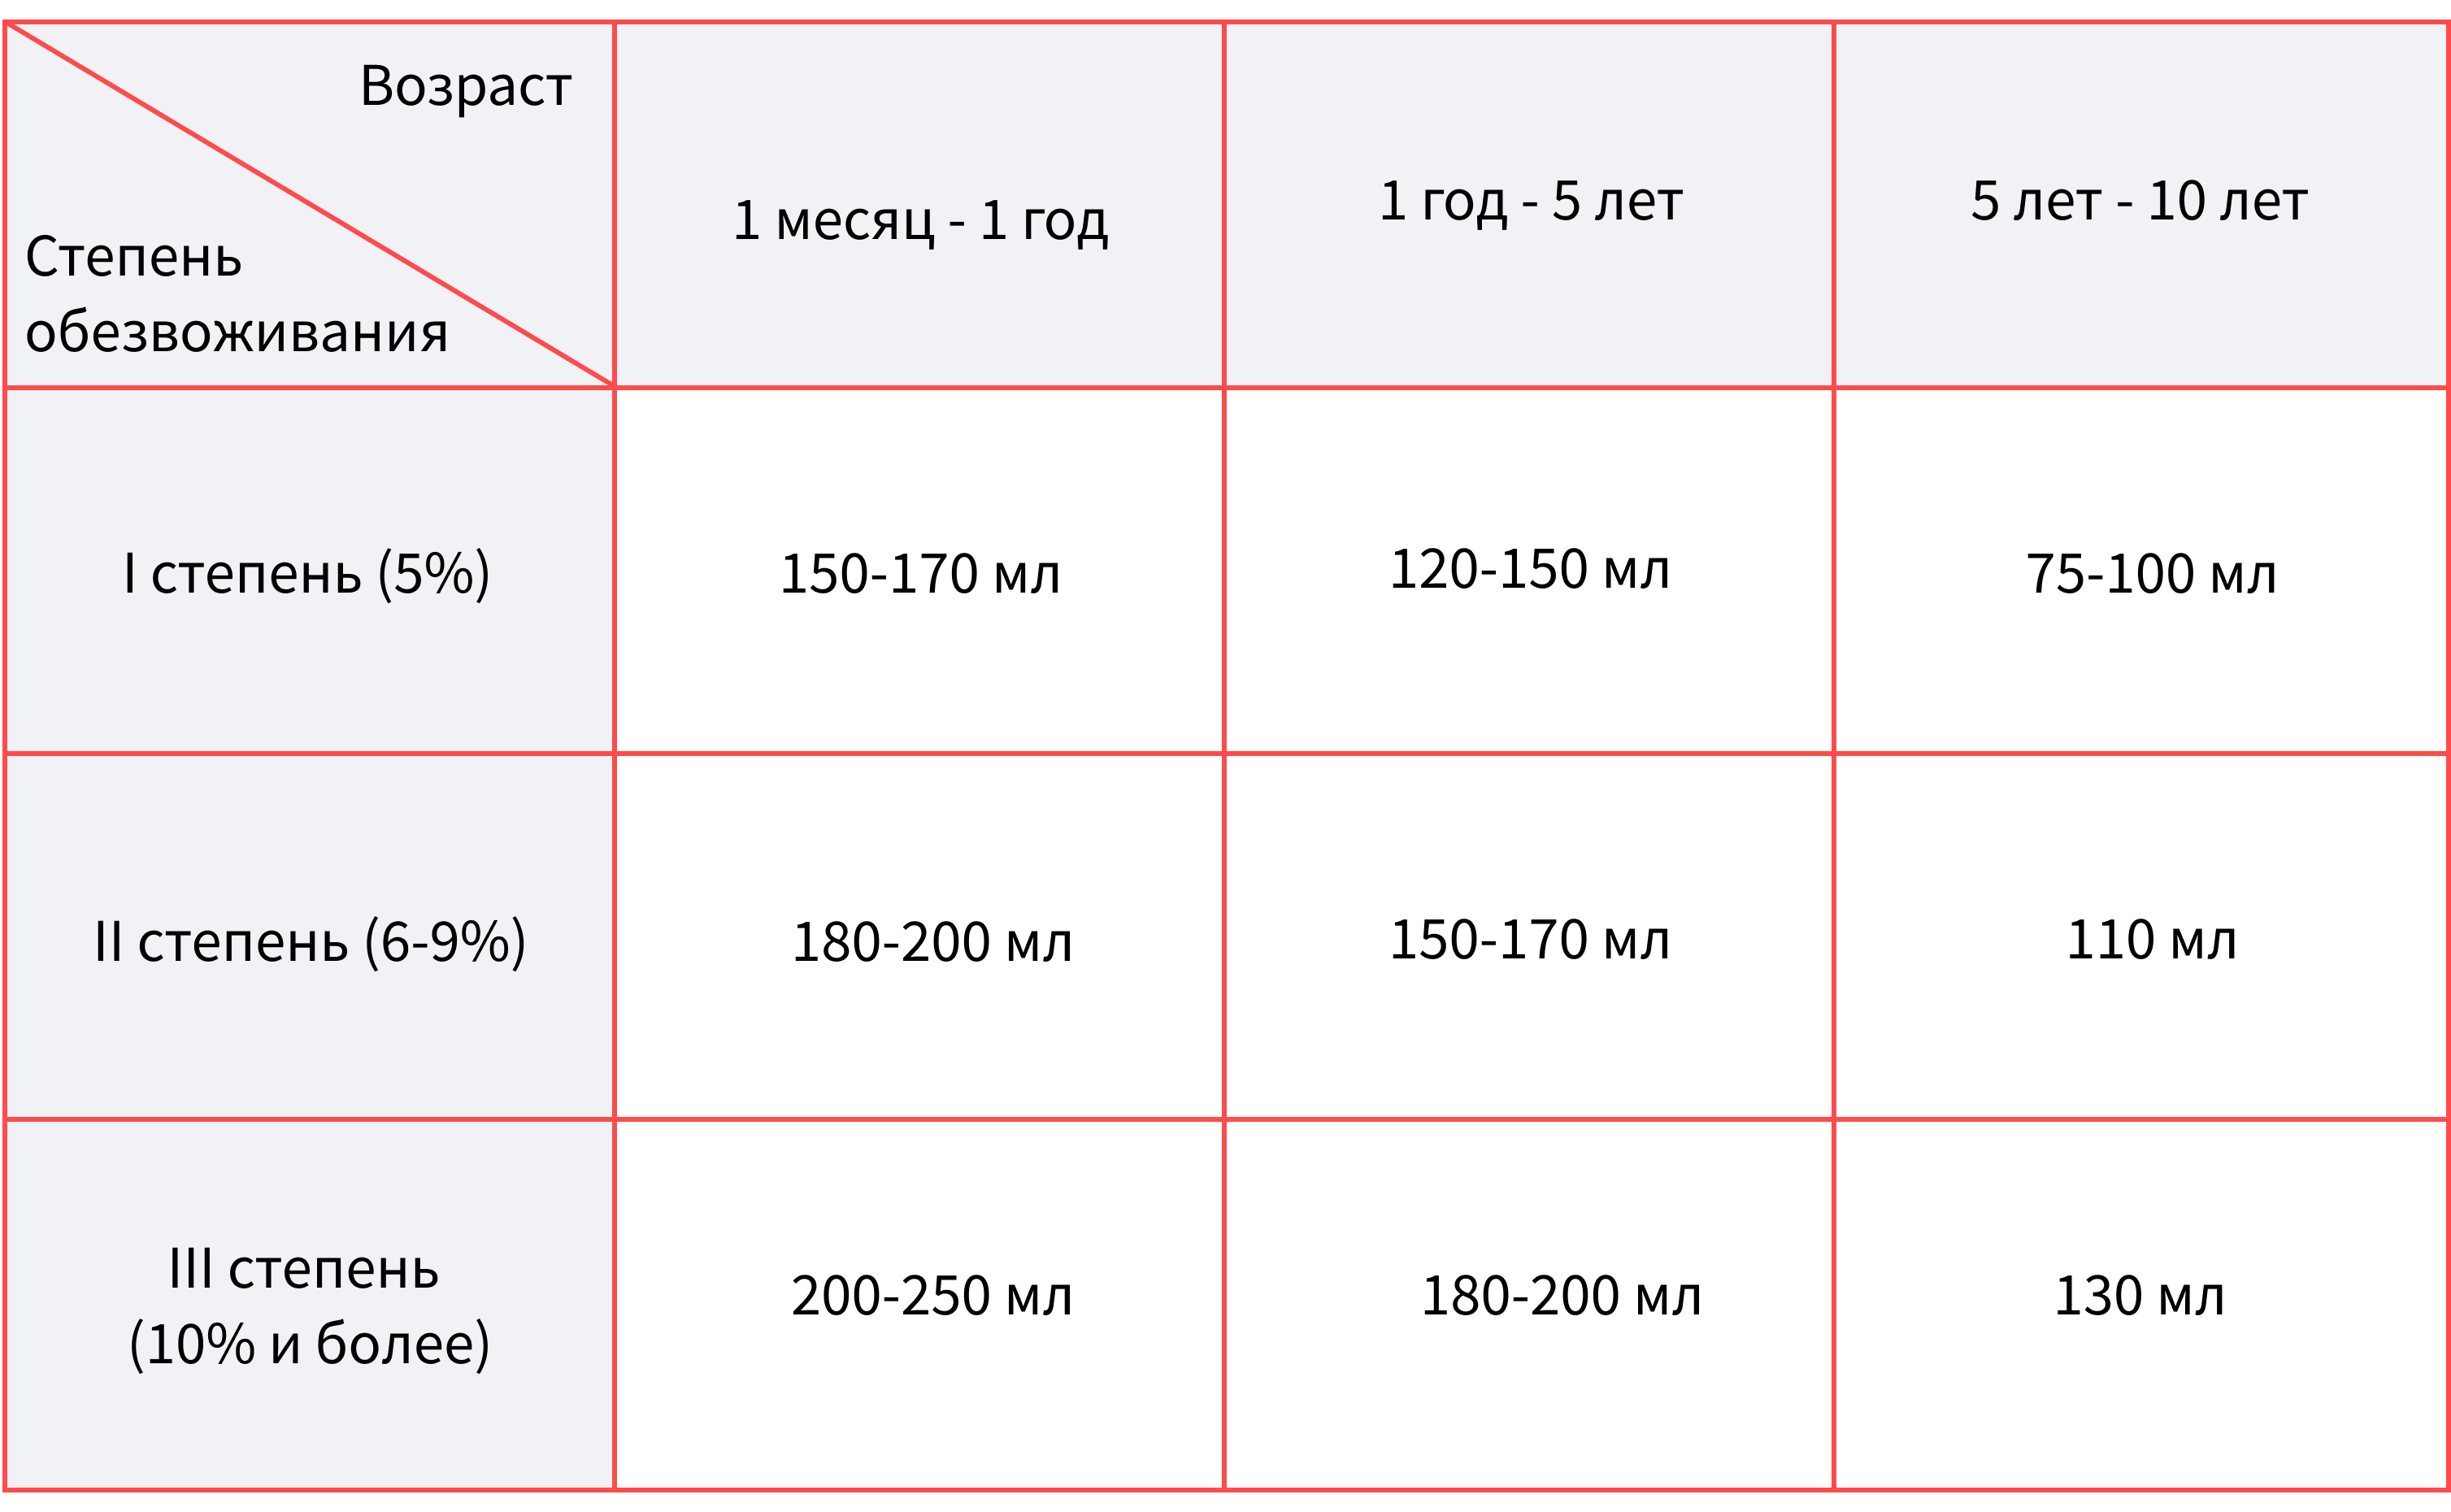 Возраст
Степень
обезвоживания
1 месяц - 1 год
1 год - 5 лет
5 лет - 10 лет
I степень (5%)
150-170 мл
120-150 мл
75-100 мл
II степень (6-9%)
180-200 мл
150-170 мл
110 мл
III степень
(10% и более)
200-250 мл
180-200 мл
130 мл